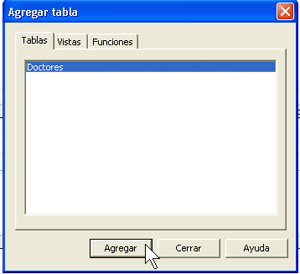 Agregar tabla
Tablas Vistas Funciones
Doctores
Agregar Cerrar Ayuda